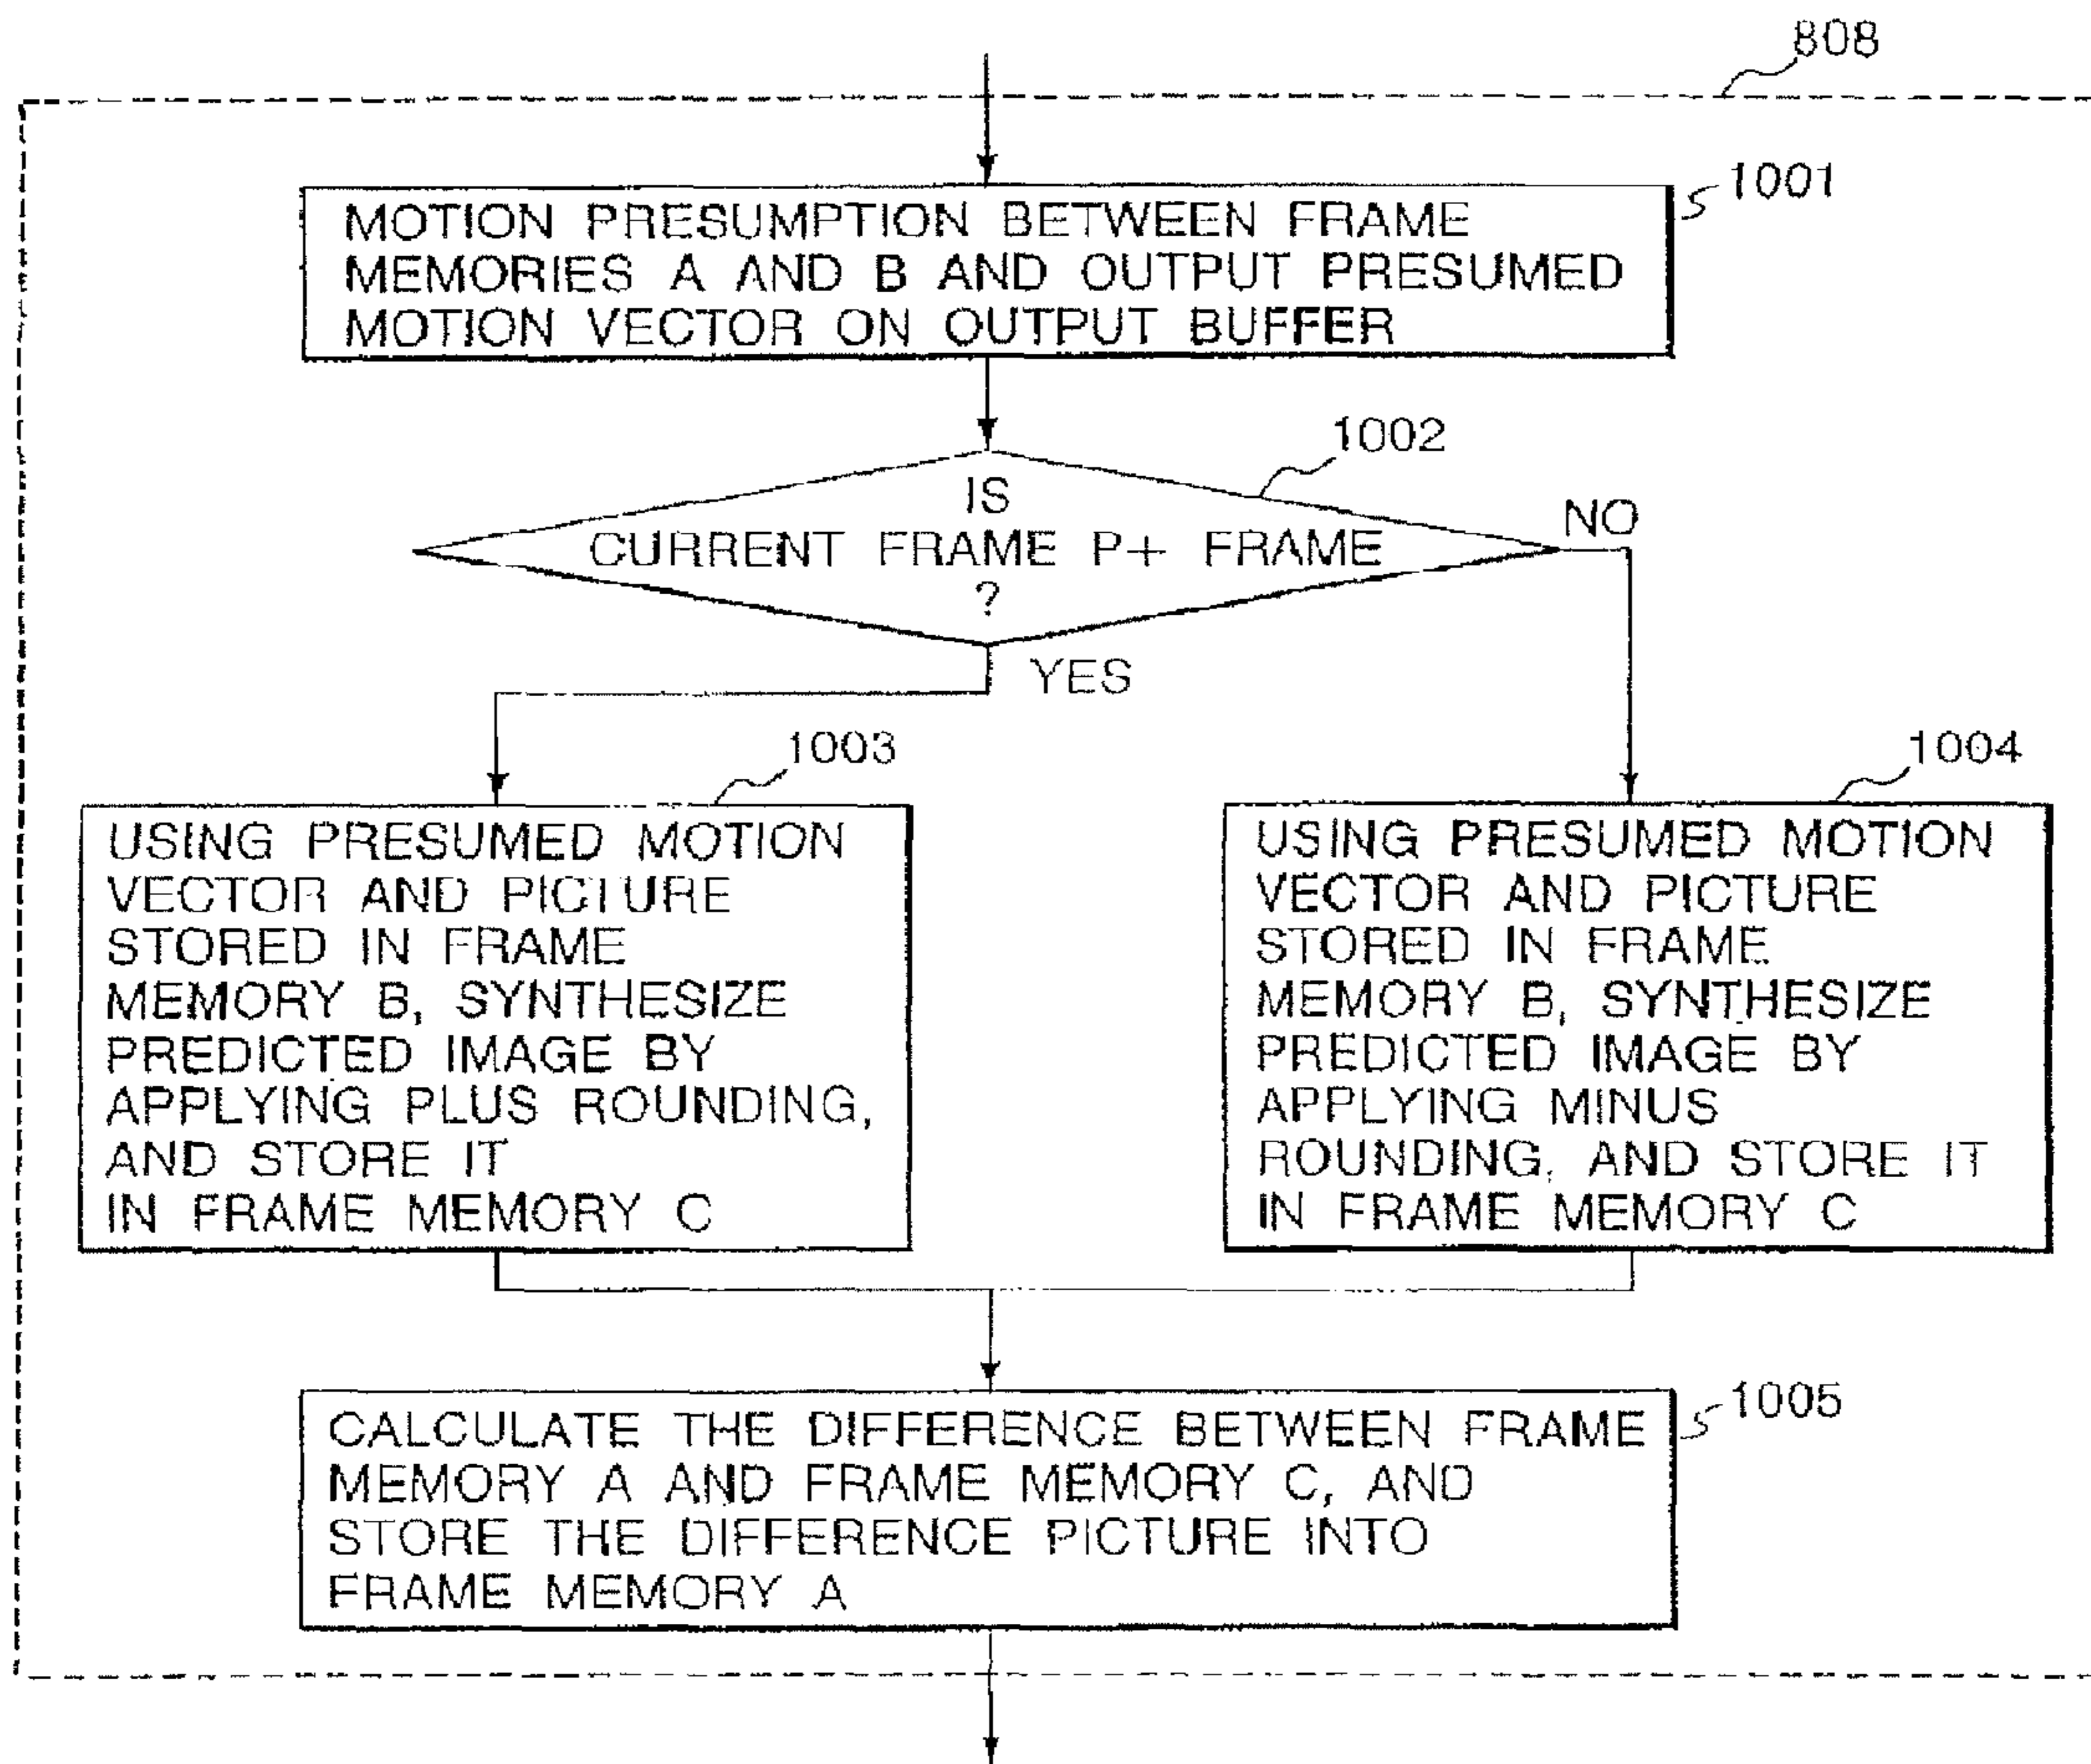 808
1001
MOTION PRESUMPTION BETWEEN FRAME
MEMORIES A AND B AND OUTPUT PRESUMED
MOTION VECTOR ON OUTPUT BUFFER
1002
IS
CURRENT FRAME P+ FRAME
?
NO
YES
1003
USING PRESUMED MOTION
VECTOR AND PICTURE
STORED IN FRAME
MEMORY B, SYNTHESIZE
PREDICTED IMAGE BY
APPLYING PLUS ROUNDING,
AND STORE IT
IN FRAME MEMORY C
1004
USING PRESUMED MOTION
VECTOR AND PICTURE
STORED IN FRAME
MEMORY B, SYNTHESIZE
PREDICTED IMAGE BY
APPLYING MINUS
ROUNDING, AND STORE IT
IN FRAME MEMORY C
1005
CALCULATE THE DIFFERENCE BETWEEN FRAME
MEMORY A AND FRAME MEMORY C, AND
STORE THE DIFFERENCE PICTURE INTO
FRAME MEMORY A